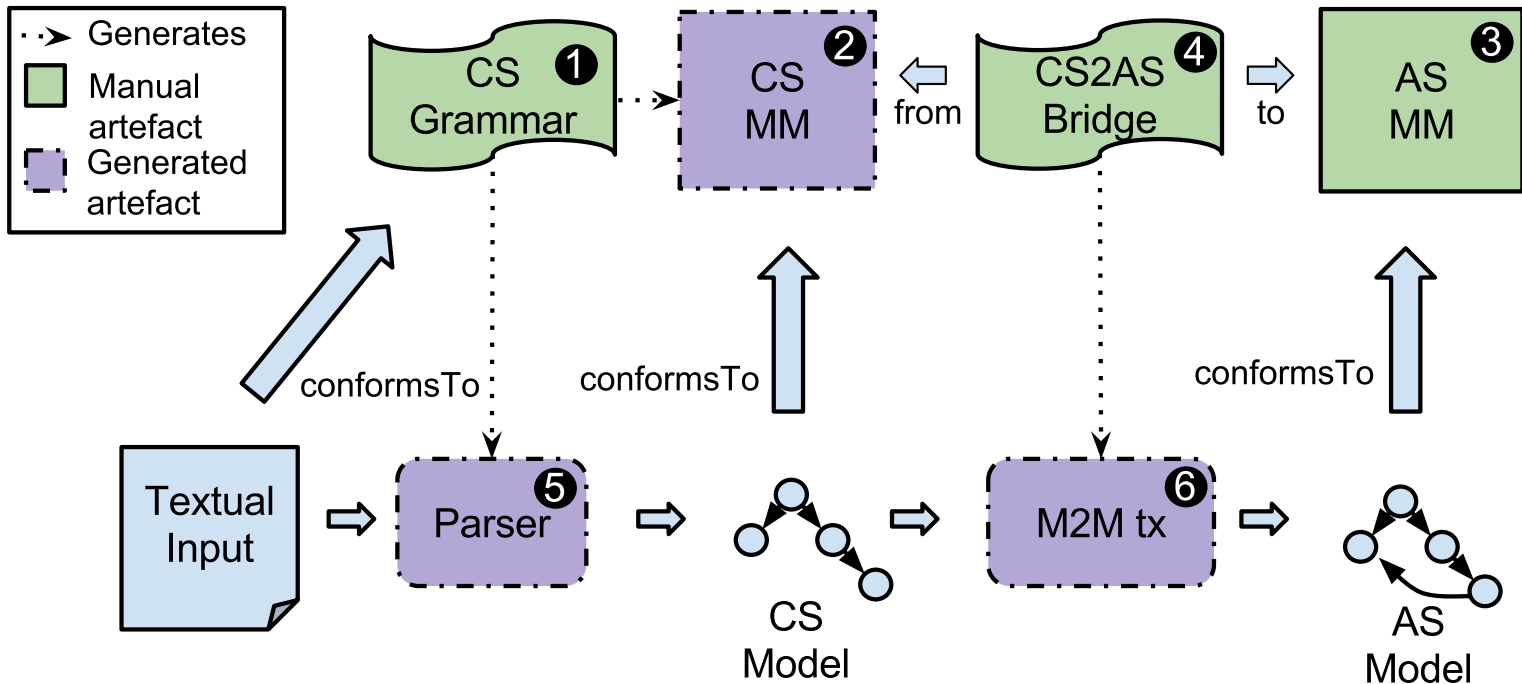 Generates
Manual
artefact
Generated
artefact
1
CS
Grammar
2
CS
MM
from
4
CS2AS
Bridge
to
3
AS
MM
conformsTo
conformsTo
conformsTo
Textual
Input
5
Parser
CS
Model
6
M2M tx
AS
Model